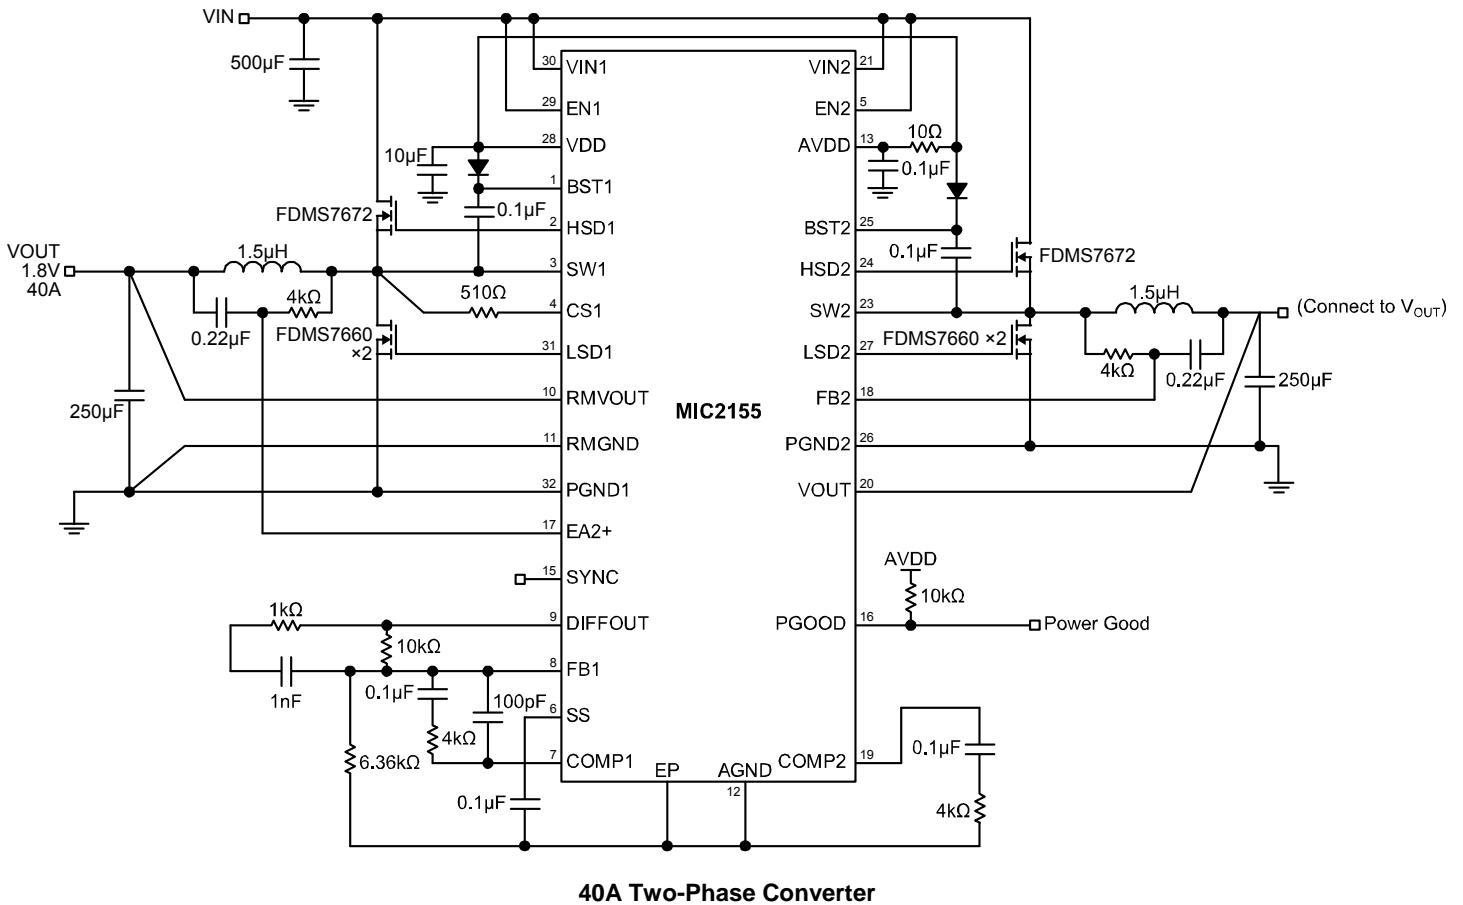 VIN
500µF
30 VIN1
VIN2 21
29 EN1
EN2 5
28 VDD
AVDD 13
10Ω
10µF
0.1µF
1 BST1
0.1µF
FDMS7672
2 HSD1
BST2 25
0.1µF
VOUT
1.8V
40A
1.5µH
3 SW1
HSD2 24
FDMS7672
4kΩ
0.22µF
510Ω
4 CS1
SW2 23
1.5µH
(Connect to VOUT)
FDMS7660
×2
31 LSD1
LSD2 27
FDMS7660 ×2
4kΩ
0.22µF
250µF
250µF
10 RMVOUT
MIC2155
FB2 18
11 RMGND
PGND2 26
32 PGND1
VOUT 20
17 EA2+
15 SYNC
AVDD
10kΩ
1kΩ
9 DIFFOUT
PGOOD 16
Power Good
10kΩ
8 FB1
1nF
0.1µF
100pF
6 SS
4kΩ
6.36kΩ
7 COMP1
EP
AGND
12
COMP2 19
0.1µF
0.1µF
4kΩ
40A Two-Phase Converter